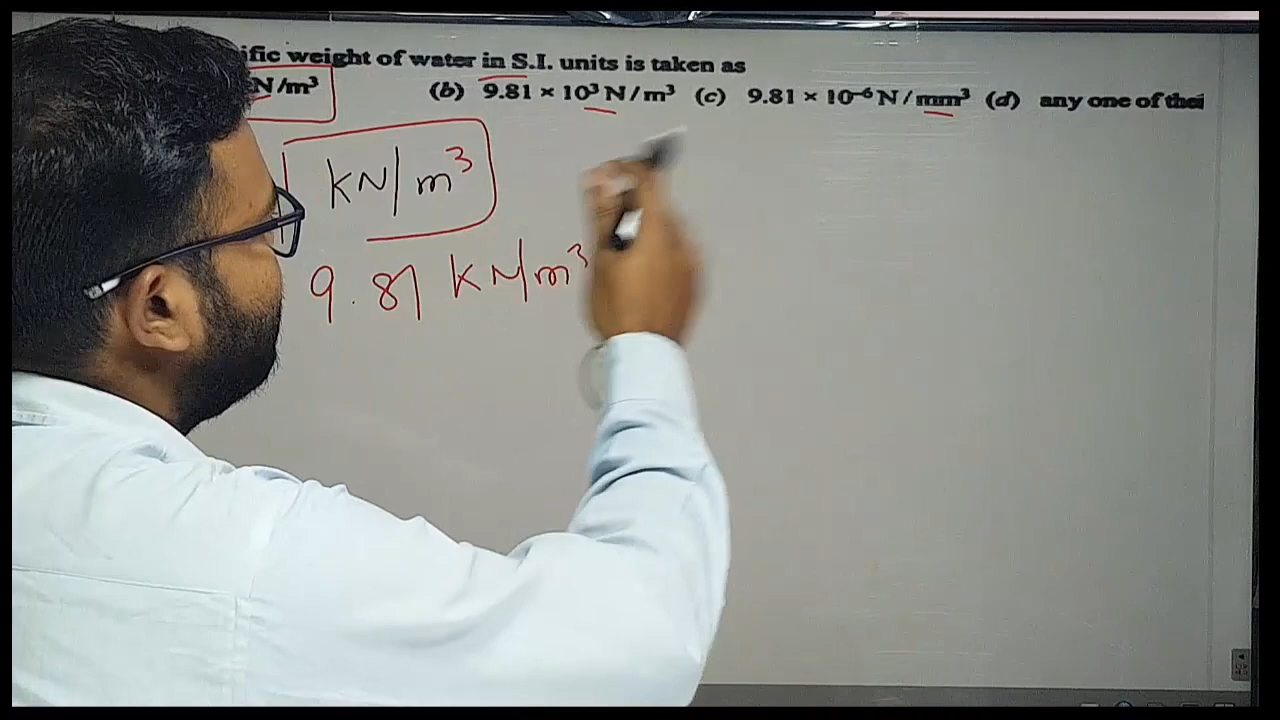 ific weight of water in S.I. units is taken as
N/m³ (b) 9.81 × 10³ N / m³ (c) 9.81 × 10⁻⁶ N / mm³ (d) any one of thei
KN/m³
9.81 KN/m³